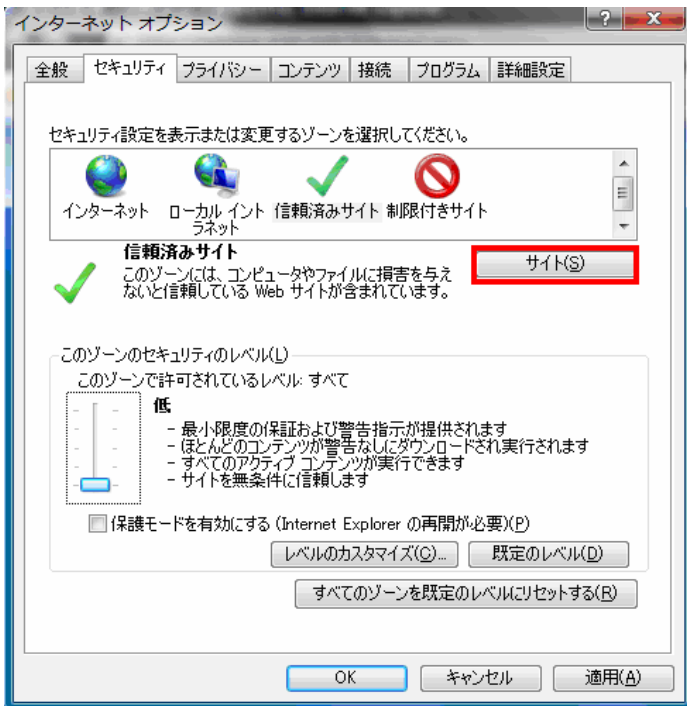 インターネット オプション
全般 セキュリティ プライバシー コンテンツ 接続 プログラム 詳細設定
セキュリティ設定を表示または変更するゾーンを選択してください。
インターネット ローカル イント 信頼済みサイト 制限付きサイト
ラネット
信頼済みサイト
サイト(S)
このゾーンには、コンピュータやファイルに損害を与え
ないと信頼している Web サイトが含まれています。
このゾーンのセキュリティのレベル(L)
このゾーンで許可されているレベル: すべて
低
- 最小限度の保証および警告指示が提供されます
- ほとんどのコンテンツが警告なしにダウンロードされ実行されます
- すべてのアクティブ コンテンツが実行できます
- サイトを無条件に信頼します
保護モードを有効にする (Internet Explorer の再開が必要)(P)
レベルのカスタマイズ(C)... 既定のレベル(D)
すべてのゾーンを既定のレベルにリセットする(R)
OK キャンセル 適用(A)